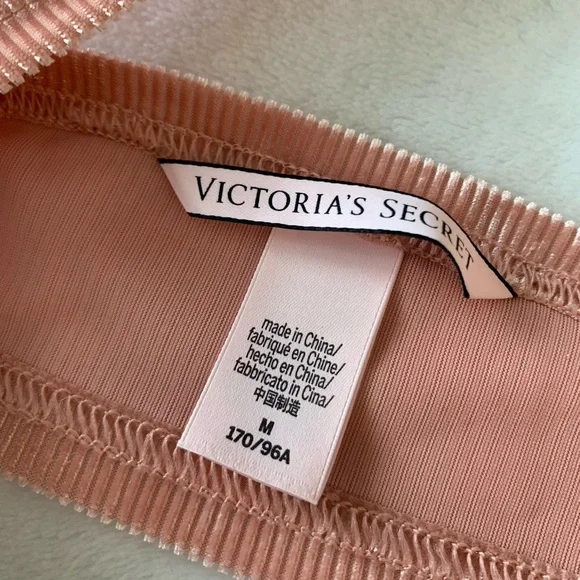 VICTORIA'S SECRET
made in China/
fabriqué en Chine/
hecho en China/
fabbricato in Cina/
中国制造
M
170/96A